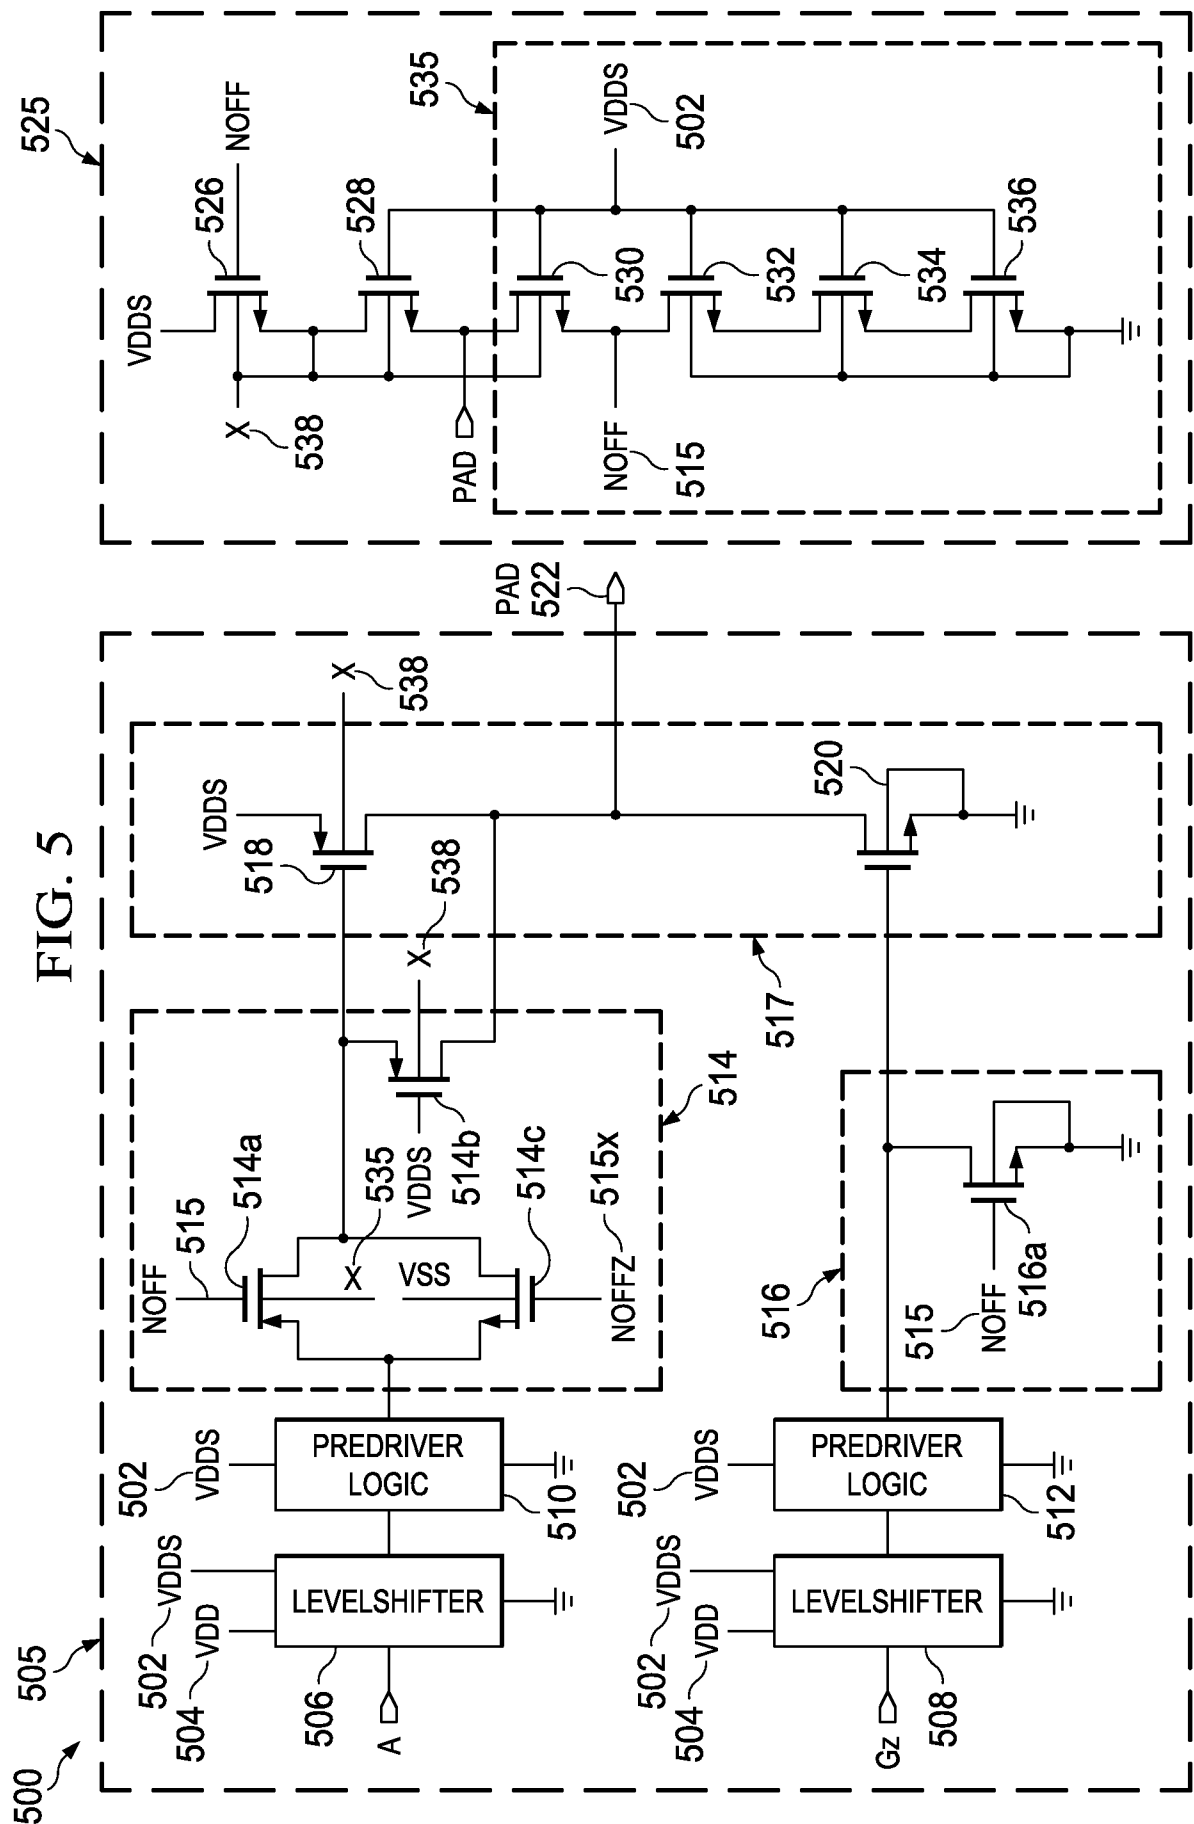 FIG. 5
500
505
A
506
LEVELSHIFTER
504
VDD
502
VDDS
PREDRIVER
LOGIC
510
502
VDDS
NOFF
515
514a
X
535
VSS
514c
NOFFZ
515x
VDDS
514b
X
538
514
VDDS
518
X
538
517
520
PAD
522
Gz
508
LEVELSHIFTER
504
VDD
502
VDDS
PREDRIVER
LOGIC
512
502
VDDS
516
515
NOFF
516a
525
VDDS
526
NOFF
528
X
538
PAD
535
530
VDDS
502
NOFF
515
532
534
536